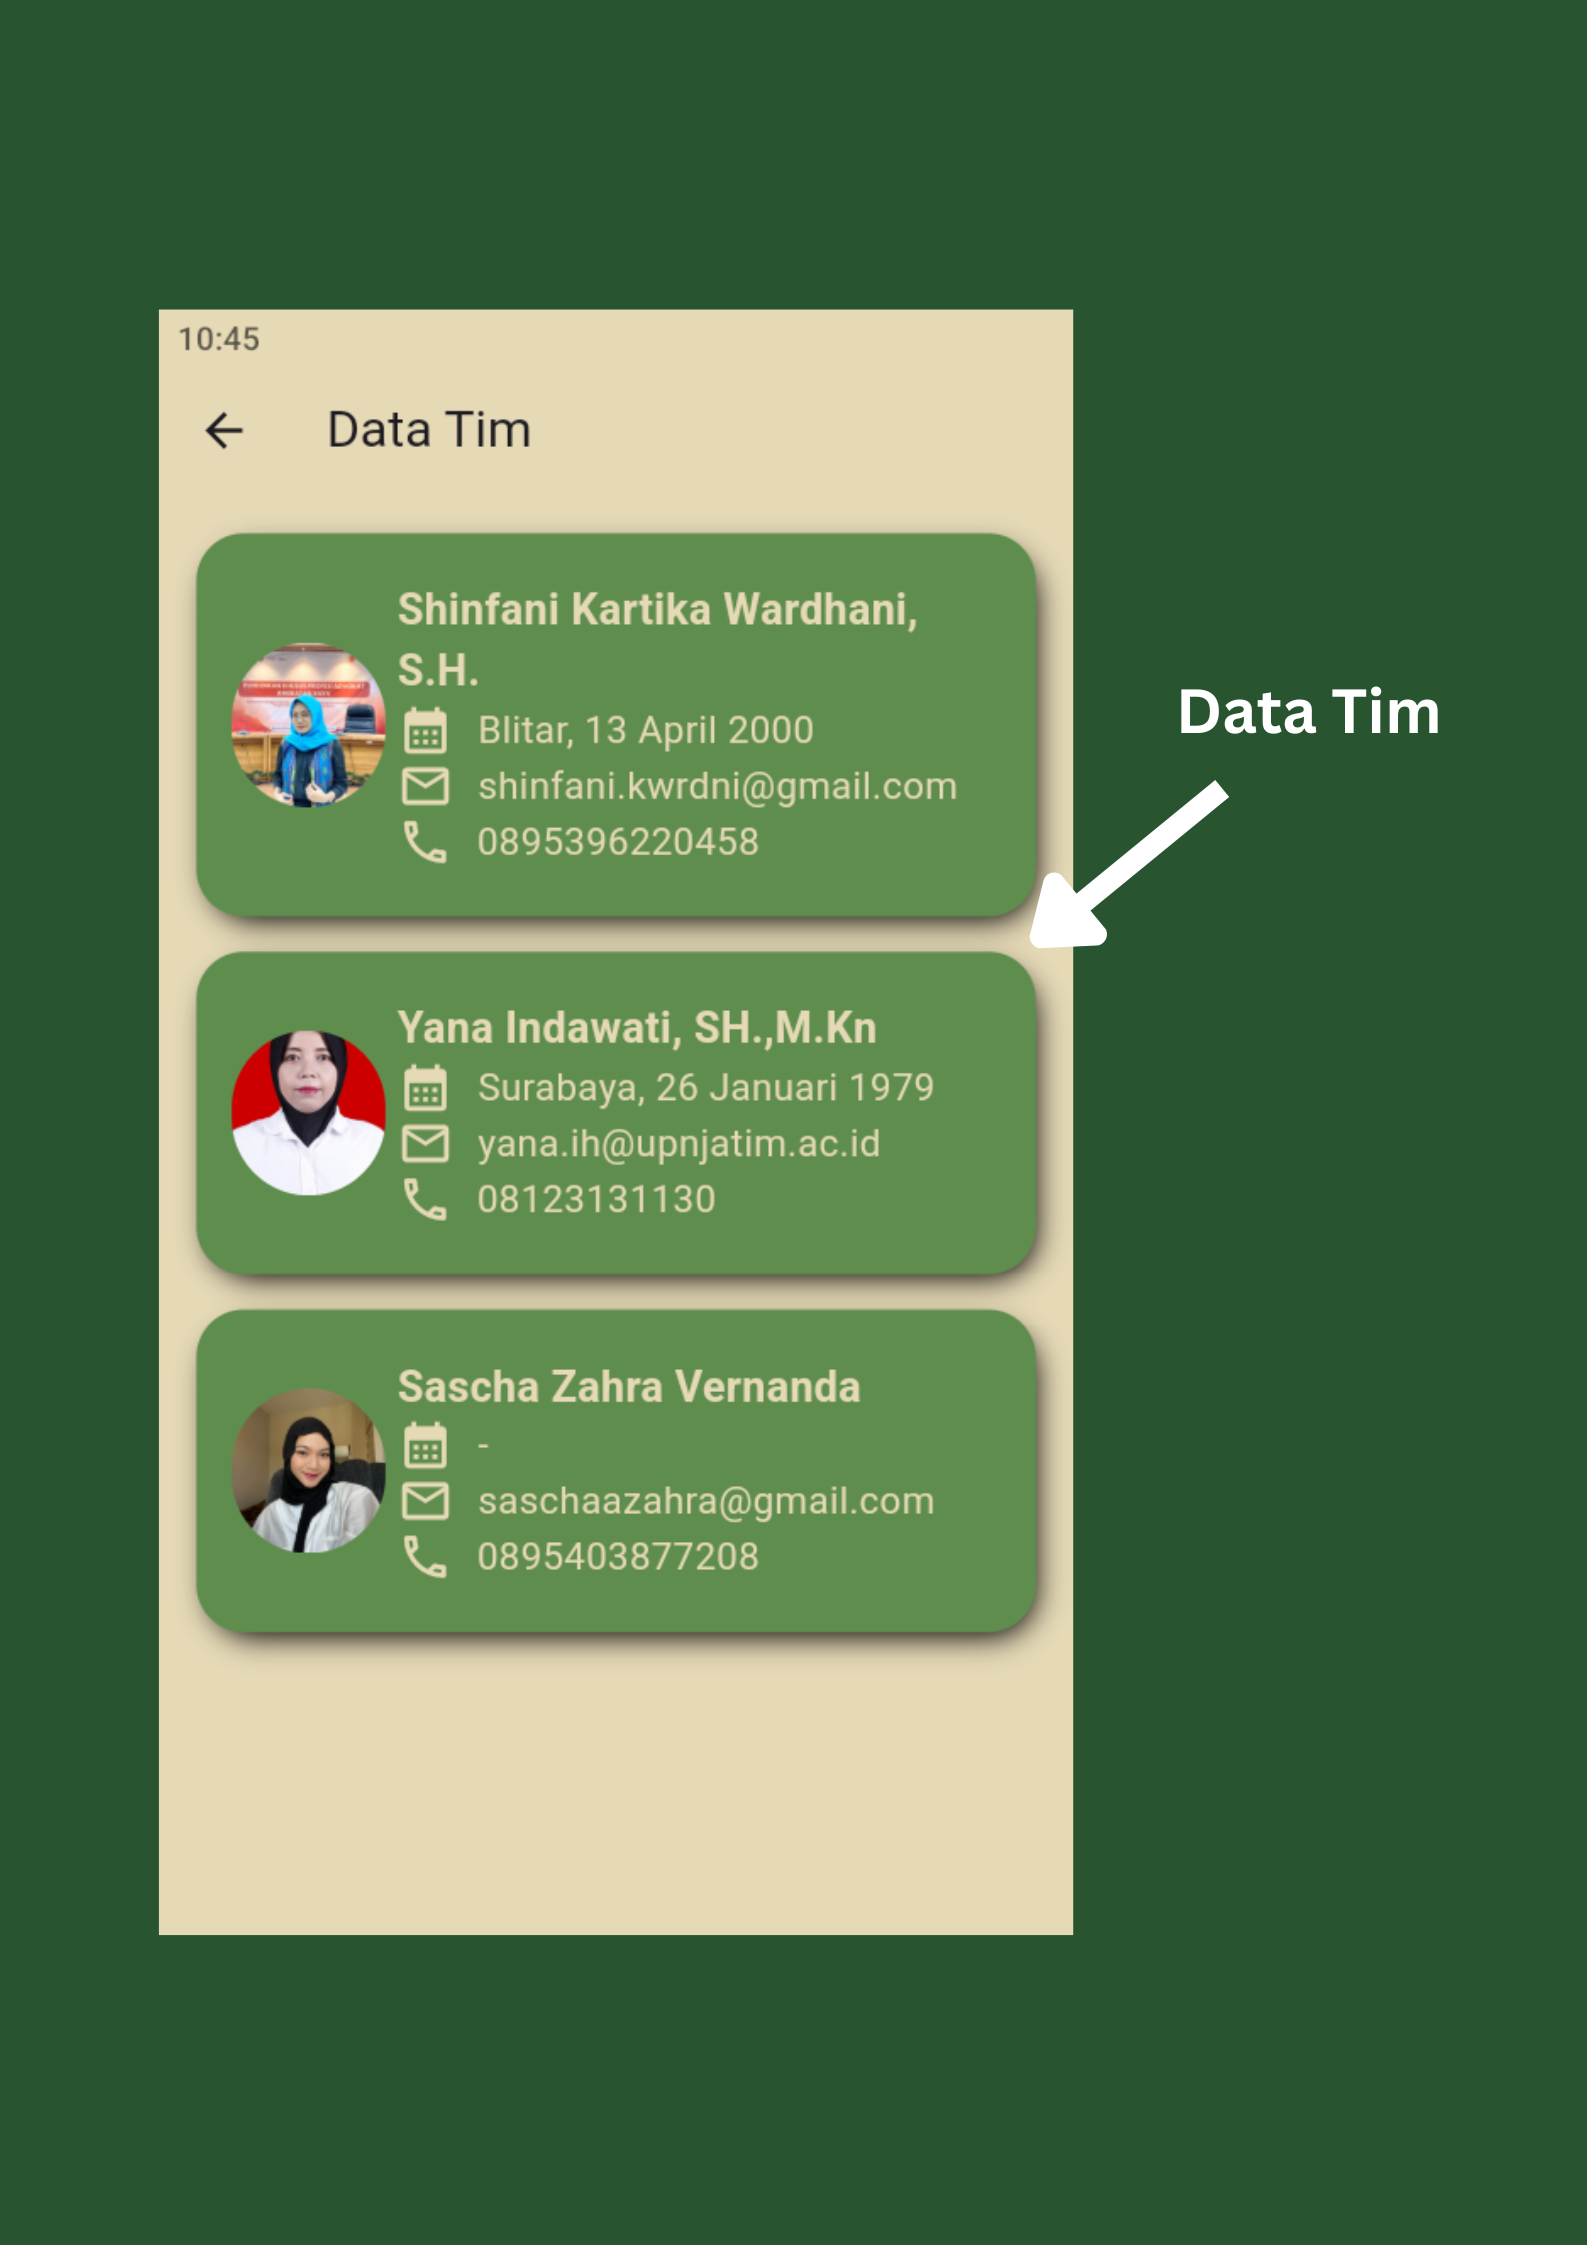 10:45
Data Tim
Shinfani Kartika Wardhani,
S.H.
Blitar, 13 April 2000
shinfani.kwrdni@gmail.com
0895396220458
Data Tim
Yana Indawati, SH.,M.Kn
Surabaya, 26 Januari 1979
yana.ih@upnjatim.ac.id
08123131130
Sascha Zahra Vernanda
-
saschaazahra@gmail.com
0895403877208